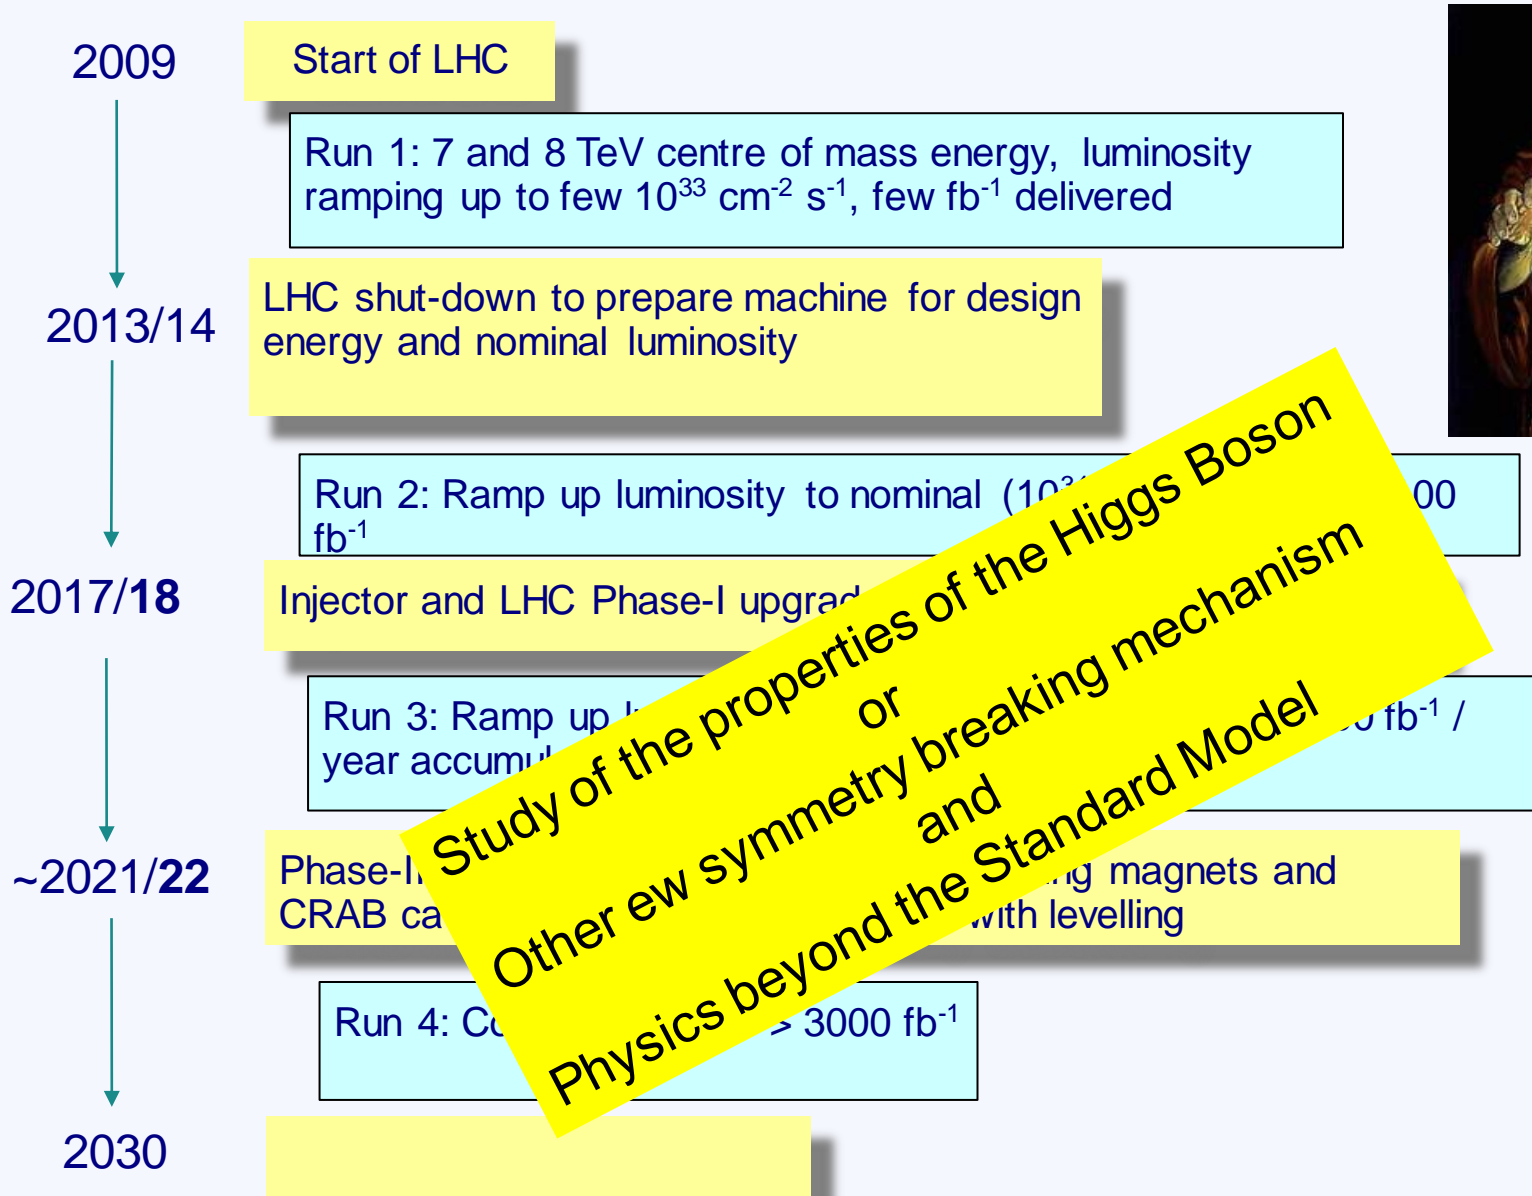 2009
Start of LHC
Run 1: 7 and 8 TeV centre of mass energy, luminosity
ramping up to few 10³³ cm⁻² s⁻¹, few fb⁻¹ delivered
2013/14
LHC shut-down to prepare machine for design
energy and nominal luminosity
Run 2: Ramp up luminosity to nominal
fb⁻¹
2017/18
Injector and LHC Phase-I
Run 3: Ramp up fb⁻¹ /
year
~2021/22
magnets and
CRAB with levelling
Run 4: > 3000 fb⁻¹
2030
Study of the properties of the Higgs Boson
or
Other ew symmetry breaking mechanism
and
Physics beyond the Standard Model